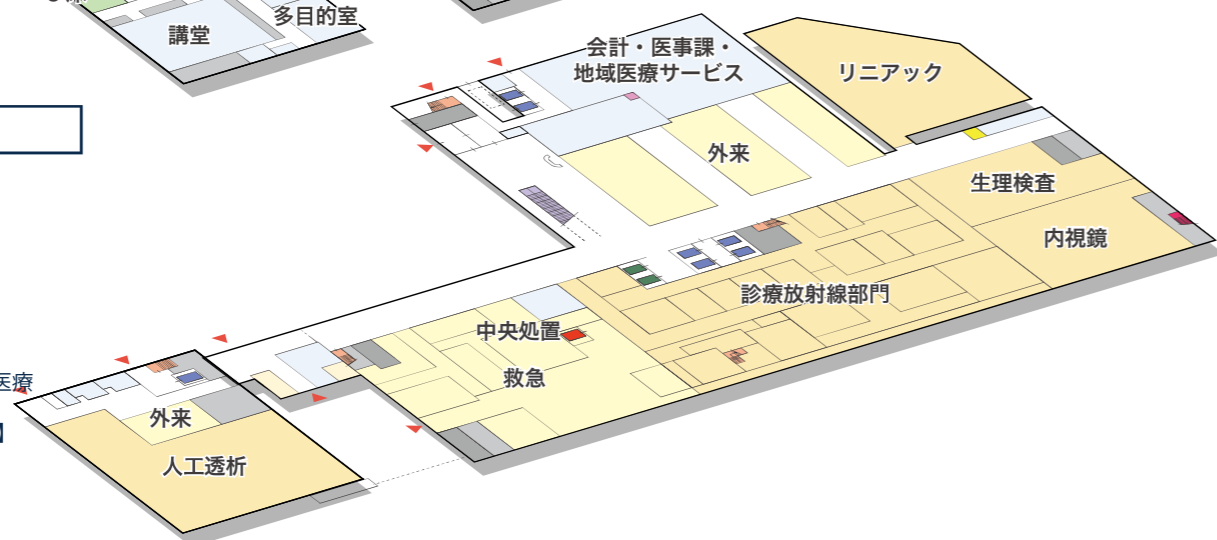 多目的室
講堂
会計・医事課・
地域医療サービス
リニアック
外来
生理検査
内視鏡
診療放射線部門
中央処置
救急
医療
外来
人工透析